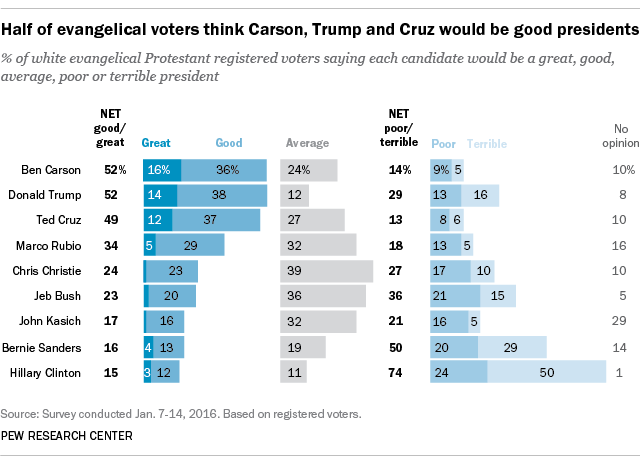 Half of evangelical voters think Carson, Trump and Cruz would be good presidents
% of white evangelical Protestant registered voters saying each candidate would be a great, good,
average, poor or terrible president
NET good/great Great Good Average NET poor/terrible Poor Terrible No opinion
Ben Carson 52% 16% 36% 24% 14% 9% 5 10%
Donald Trump 52 14 38 12 29 13 16 8
Ted Cruz 49 12 37 27 13 8 6 10
Marco Rubio 34 5 29 32 18 13 5 16
Chris Christie 24 23 39 27 17 10 10
Jeb Bush 23 20 36 36 21 15 5
John Kasich 17 16 32 21 16 5 29
Bernie Sanders 16 4 13 19 50 20 29 14
Hillary Clinton 15 3 12 11 74 24 50 1
Source: Survey conducted Jan. 7-14, 2016. Based on registered voters.
PEW RESEARCH CENTER